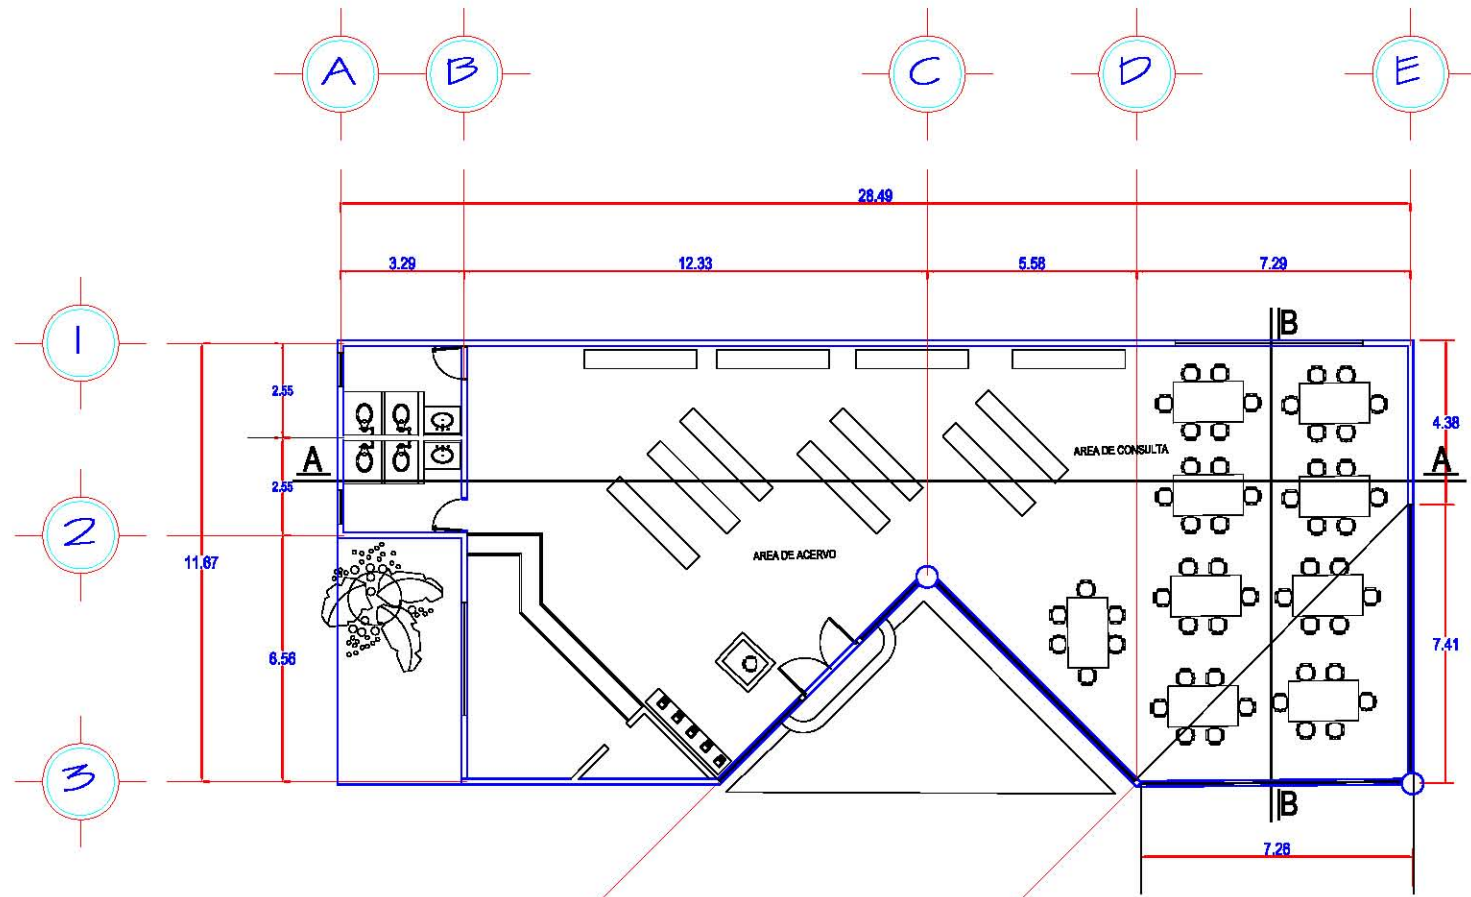 A B C D E
28.49
3.29 12.33 5.58 7.29
1
B
2.55
4.38
AREA DE CONSULTA
A A
2.55
2
AREA DE ACERVO
11.67
6.56
7.41
3
B
7.26